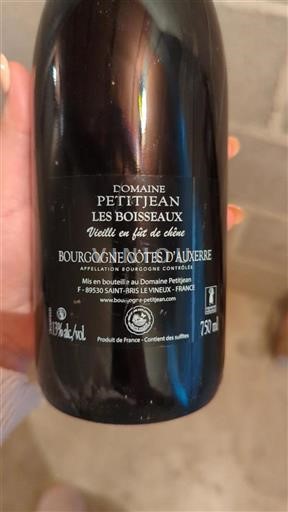 DOMAINE
PETITJEAN
LES BOISSEAUX
Vieilli en fût de chêne
BOURGOGNE CÔTES D'AUXERRE
APPELLATION BOURGOGNE CONTRÔLÉE
Mis en bouteille au Domaine Petitjean
F - 89530 SAINT-BRIS LE VINEUX - FRANCE
www.bourgogne-petitjean.com
13% alc./vol.
750 ml
Produit de France - Contient des sulfites